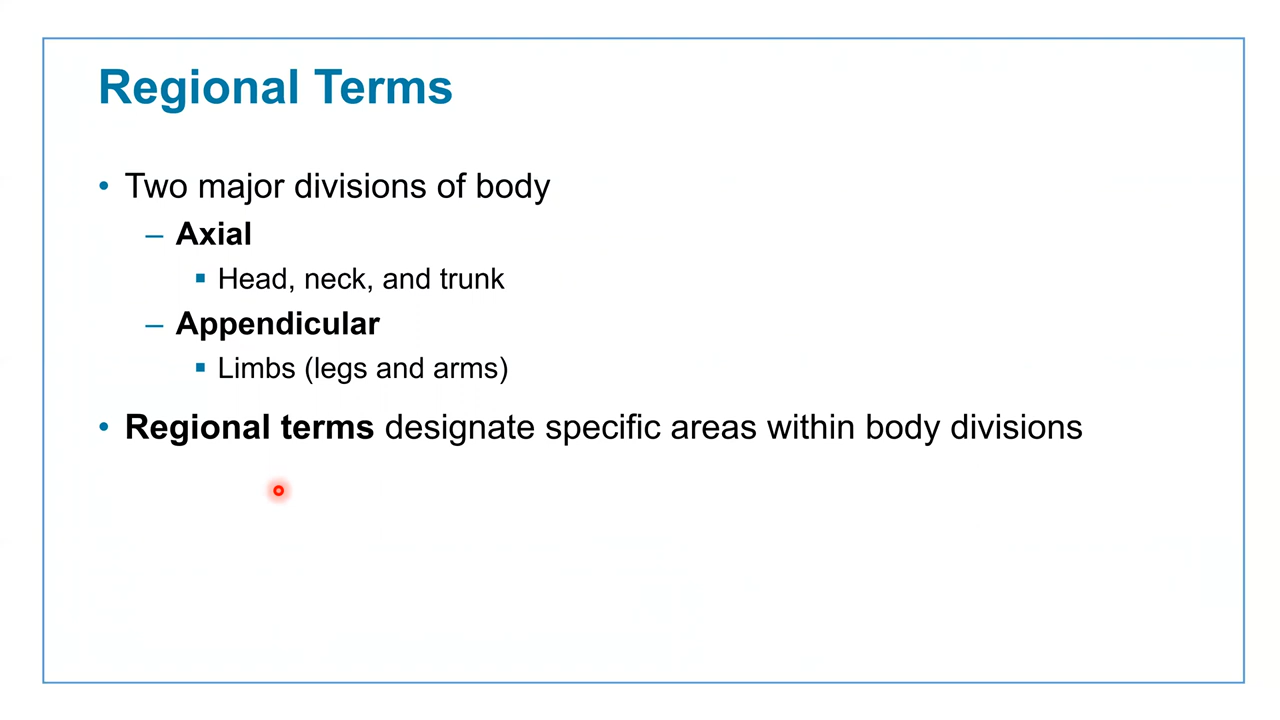 Regional Terms
• Two major divisions of body
– Axial
▪ Head, neck, and trunk
– Appendicular
▪ Limbs (legs and arms)
• Regional terms designate specific areas within body divisions